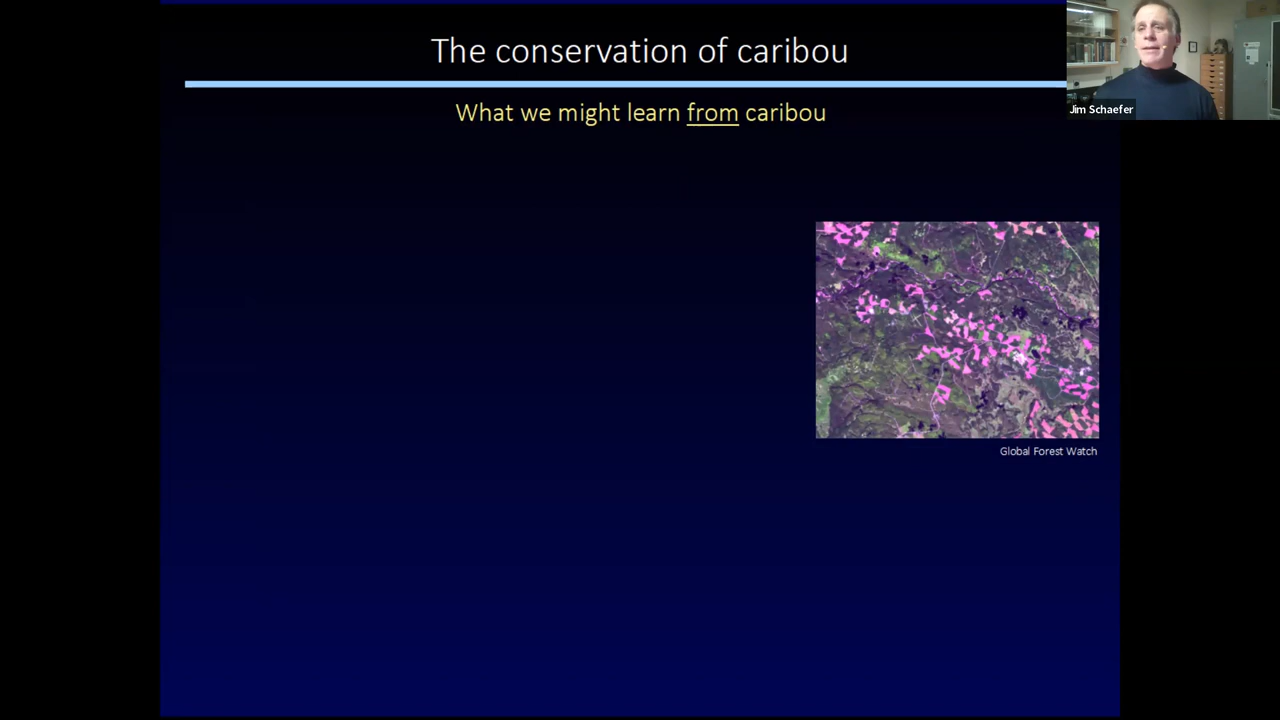 The conservation of caribou
What we might learn from caribou
Jim Schaefer
Global Forest Watch